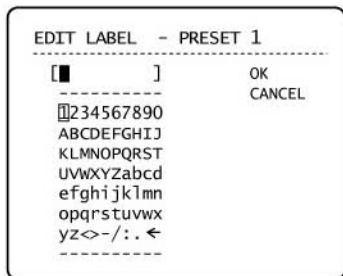 EDIT LABEL - PRESET 1
[█ ] OK
CANCEL
1234567890
ABCDEFGHIJ
KLMNOPQRST
UVWXYZabcd
efghijklmn
opqrstuvwx
yz<>-/:.←